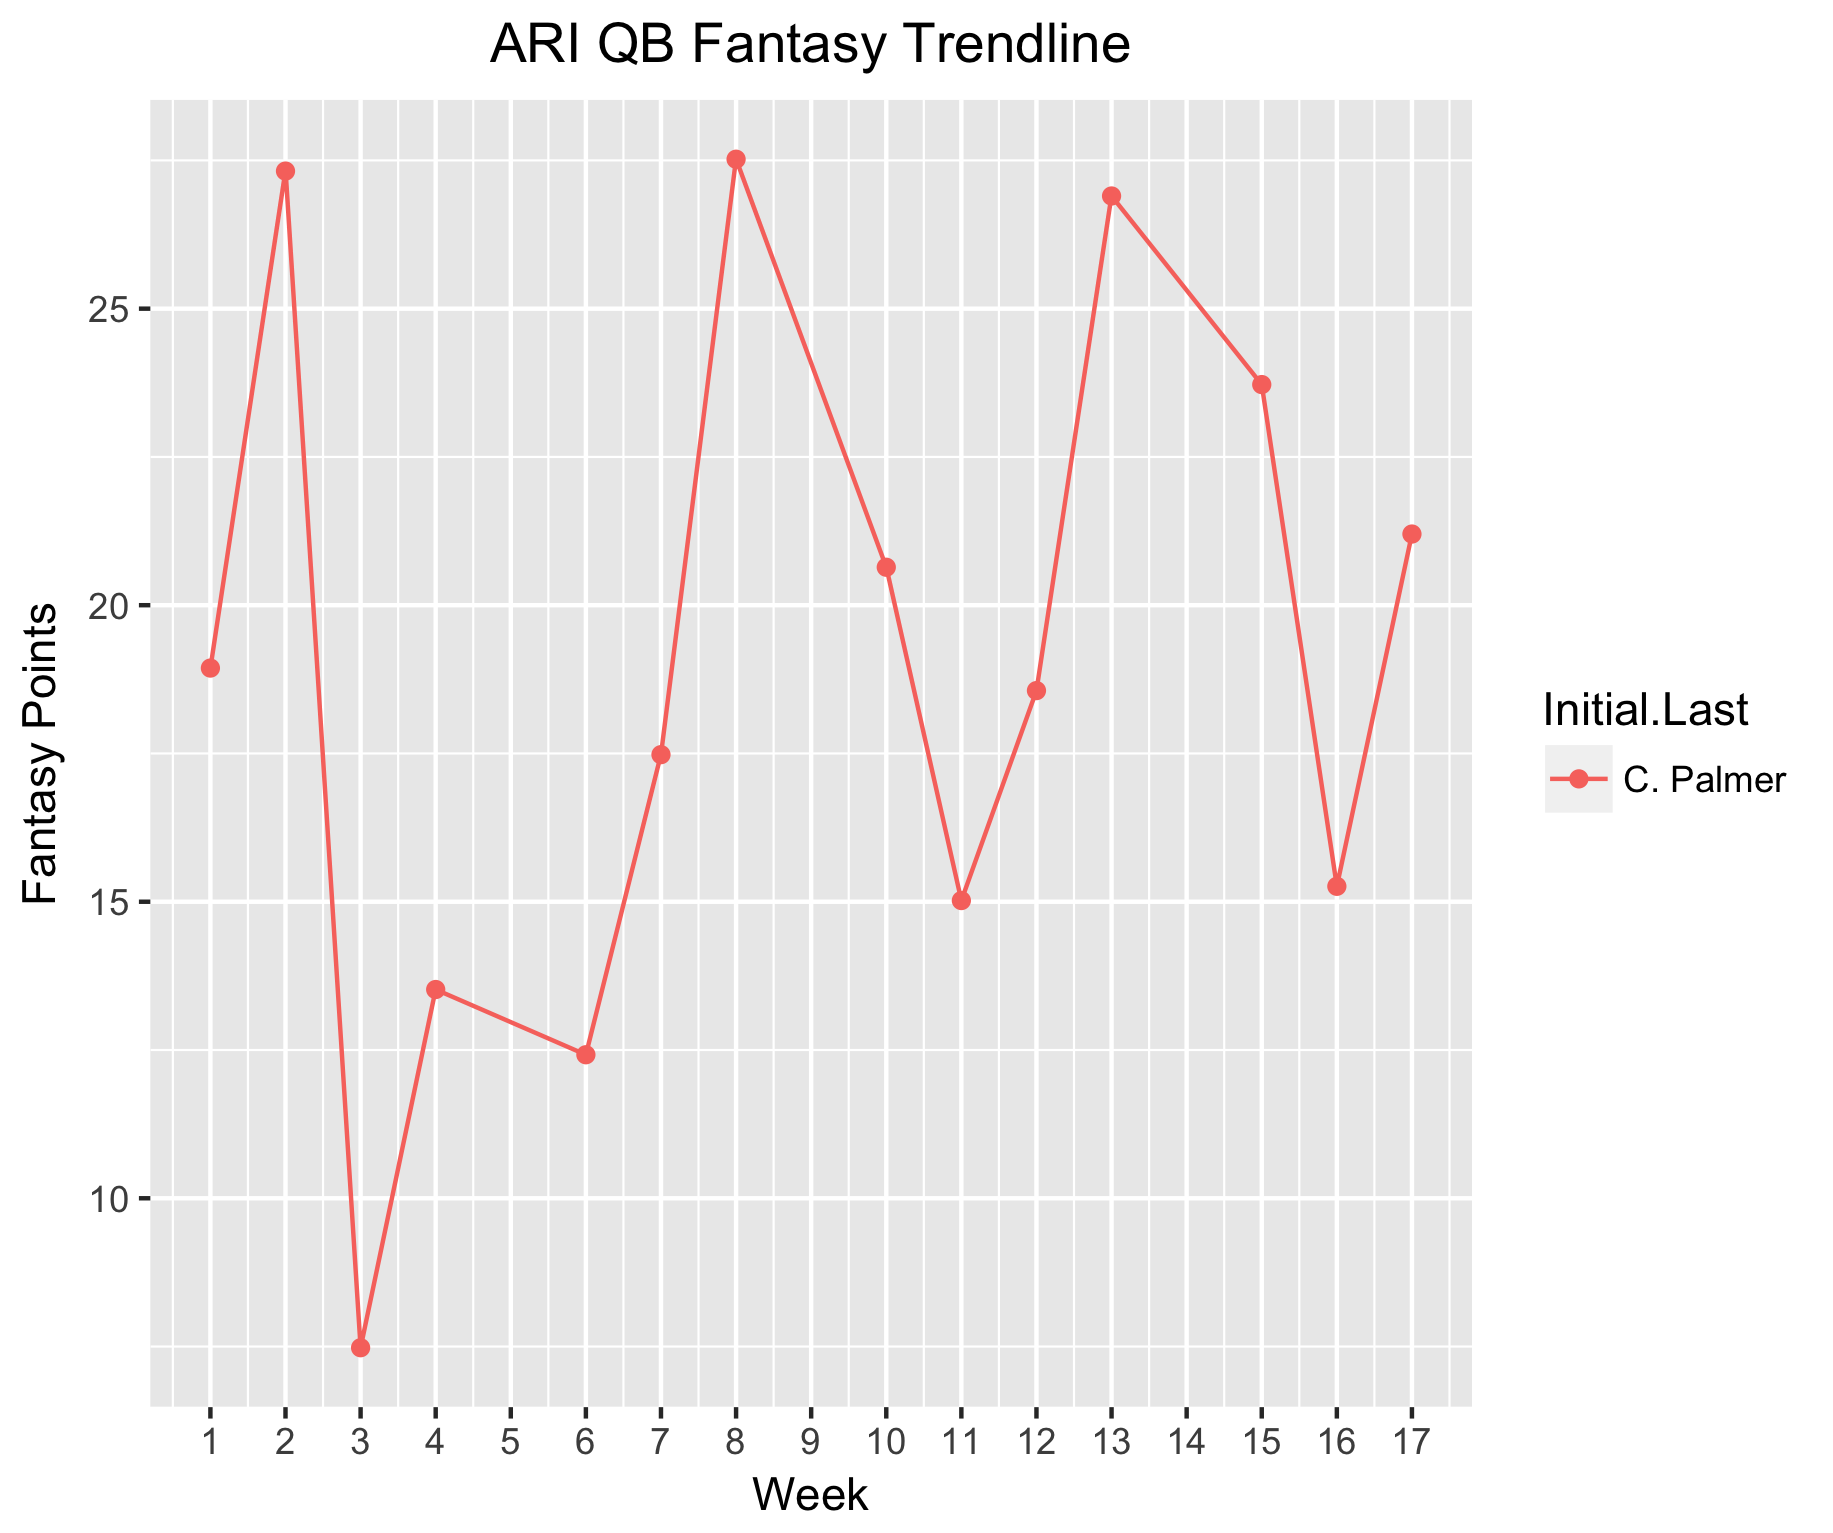 ARI QB Fantasy Trendline
Fantasy Points
25
20
15
10
1 2 3 4 5 6 7 8 9 10 11 12 13 14 15 16 17
Week
Initial.Last
C. Palmer